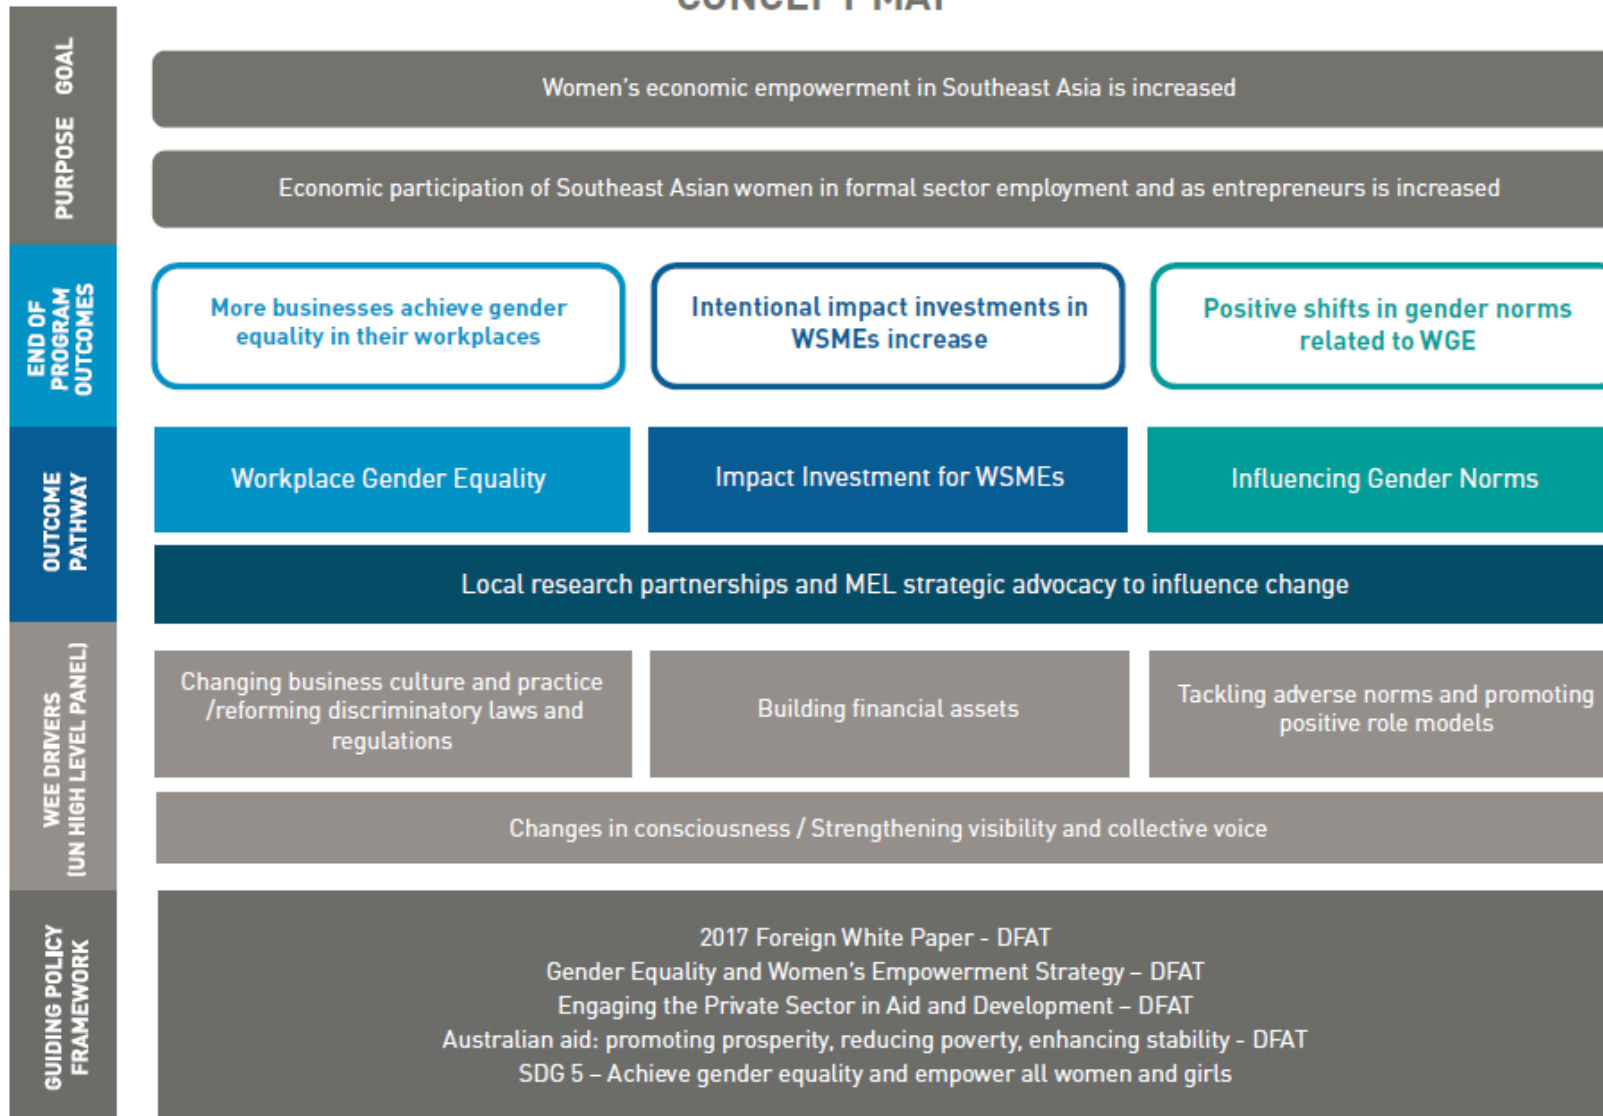 CONCEPT MAP
GOAL
Women's economic empowerment in Southeast Asia is increased
PURPOSE
Economic participation of Southeast Asian women in formal sector employment and as entrepreneurs is increased
END OF
PROGRAM
OUTCOMES
More businesses achieve gender
equality in their workplaces
Intentional impact investments in
WSMEs increase
Positive shifts in gender norms
related to WGE
OUTCOME
PATHWAY
Workplace Gender Equality
Impact Investment for WSMEs
Influencing Gender Norms
Local research partnerships and MEL strategic advocacy to influence change
WEE DRIVERS
(UN HIGH LEVEL PANEL)
Changing business culture and practice
/reforming discriminatory laws and
regulations
Building financial assets
Tackling adverse norms and promoting
positive role models
Changes in consciousness / Strengthening visibility and collective voice
GUIDING POLICY
FRAMEWORK
2017 Foreign White Paper - DFAT
Gender Equality and Women's Empowerment Strategy – DFAT
Engaging the Private Sector in Aid and Development – DFAT
Australian aid: promoting prosperity, reducing poverty, enhancing stability - DFAT
SDG 5 – Achieve gender equality and empower all women and girls